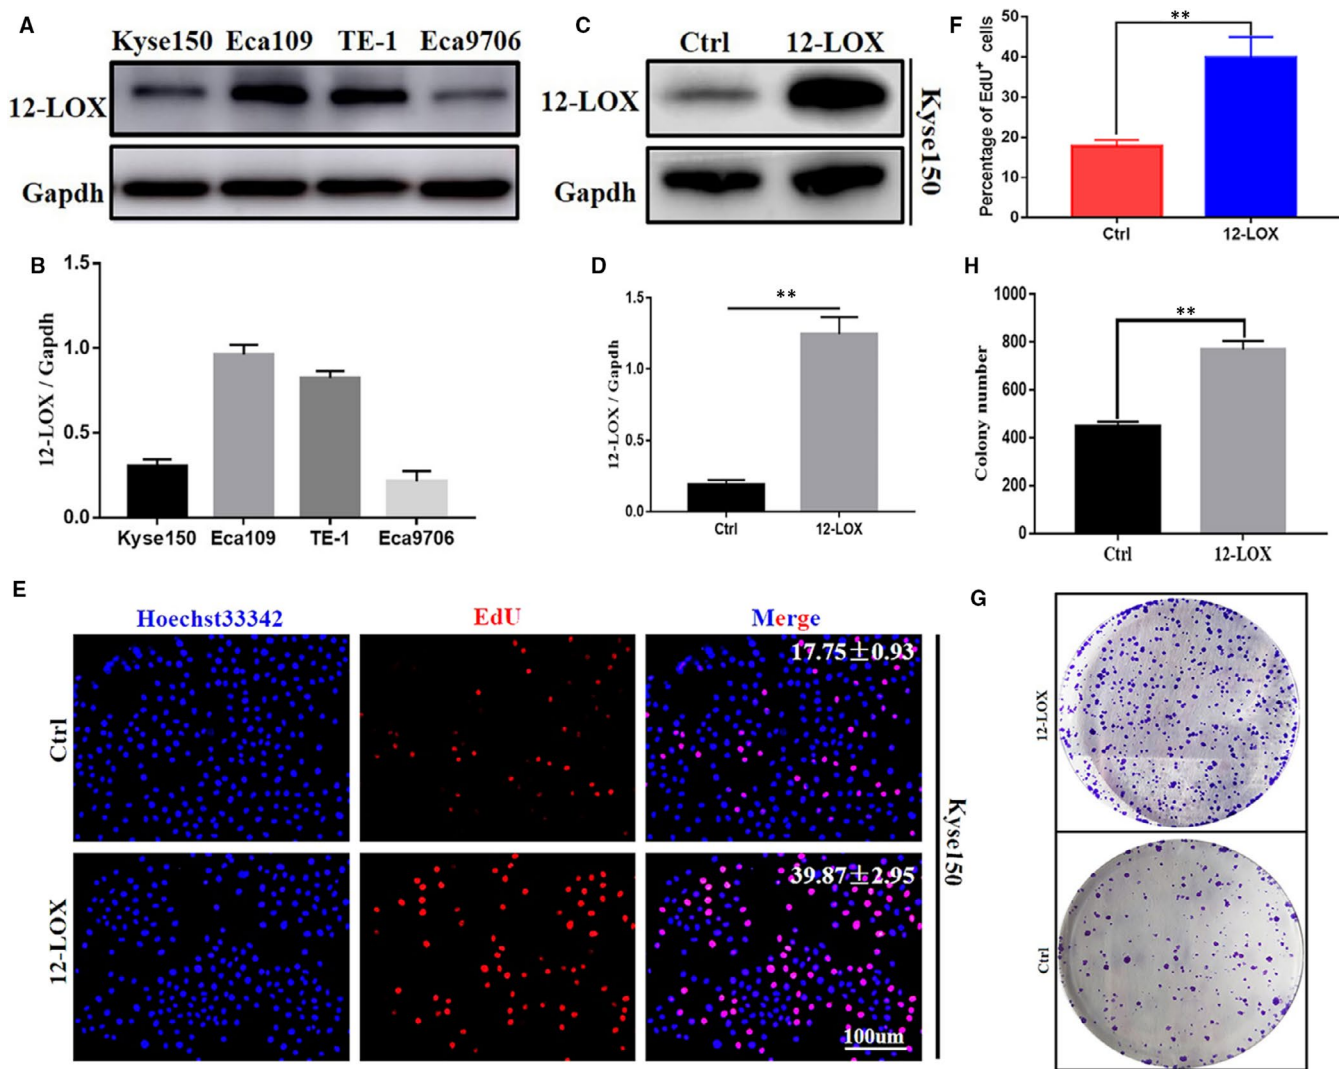 A
Kyse150 Eca109 TE-1 Eca9706
12-LOX
Gapdh
B
12-LOX / Gapdh
1.5
1.0
0.5
0.0
Kyse150 Eca109 TE-1 Eca9706
C
Ctrl 12-LOX
12-LOX
Gapdh
Kyse150
D
12-LOX / Gapdh
1.5
1.0
0.5
0.0
**
Ctrl 12-LOX
F
Percentage of EdU+ cells
50
40
30
20
10
0
**
Ctrl 12-LOX
H
Colony number
1000
800
600
400
200
0
**
Ctrl 12-LOX
E
Hoechst33342 EdU Merge
Ctrl
17.75±0.93
12-LOX
39.87±2.95
100um
Kyse150
G
12-LOX
Ctrl